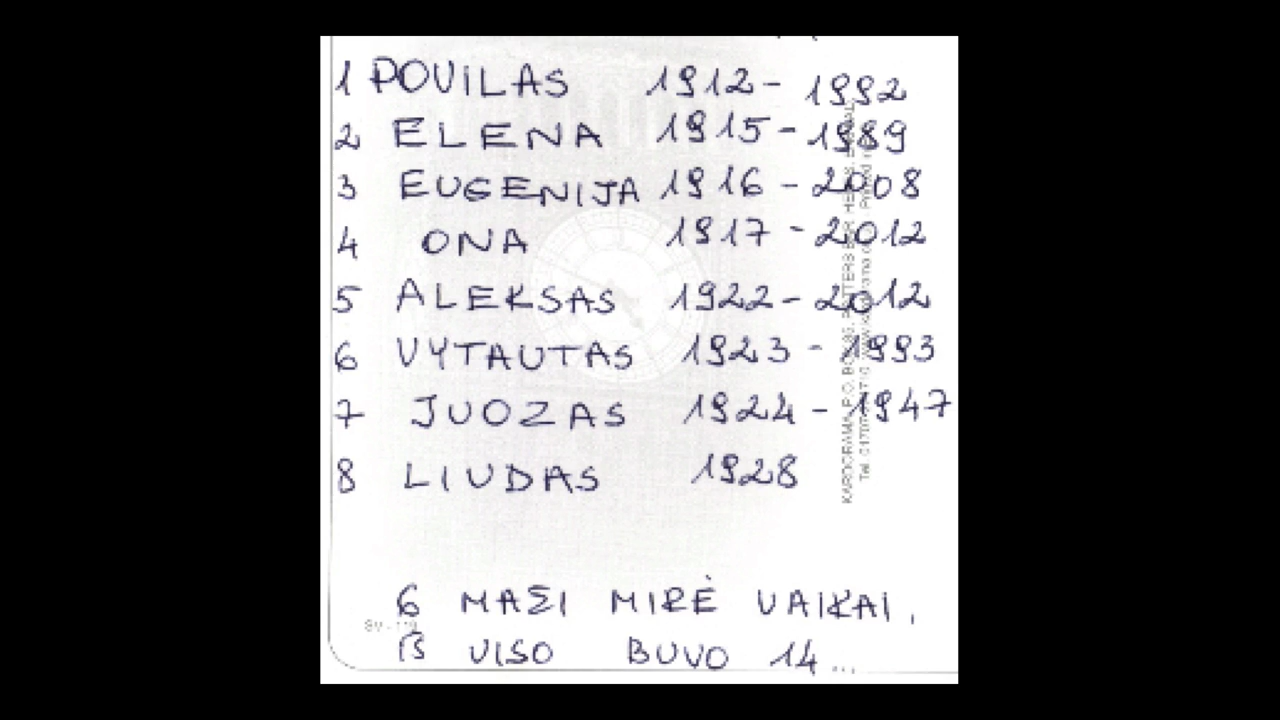 1 POVILAS 1912 - 1992
2 ELENA 1915 - 1989
3 EUGENIJA 1916 - 2008
4 ONA 1917 - 2012
5 ALEKSAS 1922 - 2012
6 VYTAUTAS 1923 - 1993
7 JUOZAS 1924 - 1947
8 LIUDAS 1928
6 MAŽI MIRĖ VAIKAI,
IŠ VISO BUVO 14...